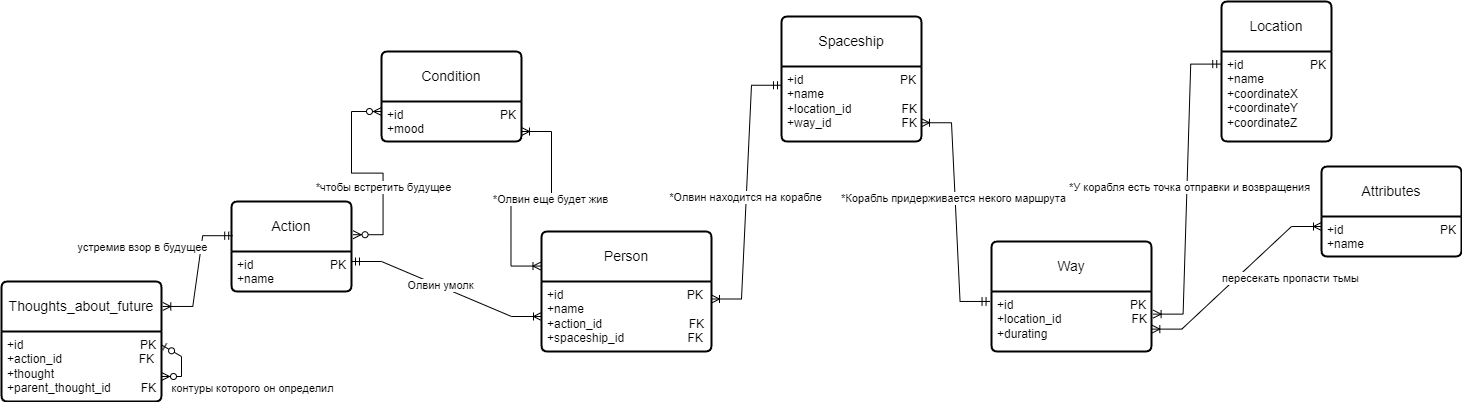 Location
+id PK
+name
+coordinateX
+coordinateY
+coordinateZ
Spaceship
+id PK
+name
+location_id FK
+way_id FK
Condition
+id PK
+mood
*чтобы встретить будущее
*Олвин еще будет жив
*Олвин находится на корабле
*Корабль придерживается некого маршрута
*У корабля есть точка отправки и возвращения
Attributes
+id PK
+name
Action
+id PK
+name
устремив взор в будущее
Олвин умолк
Person
+id PK
+name
+action_id FK
+spaceship_id FK
Way
+id PK
+location_id FK
+durating
пересекать пропасти тьмы
Thoughts_about_future
+id PK
+action_id FK
+thought
+parent_thought_id FK
контуры которого он определил